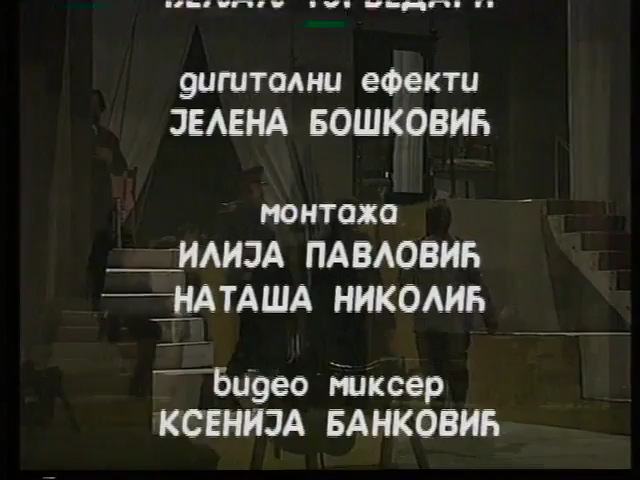 дигитални ефекти
ЈЕЛЕНА БОШКОВИЋ
монтажа
ИЛИЈА ПАВЛОВИЋ
НАТАША НИКОЛИЋ
видео миксер
КСЕНИЈА БАНКОВИЋ